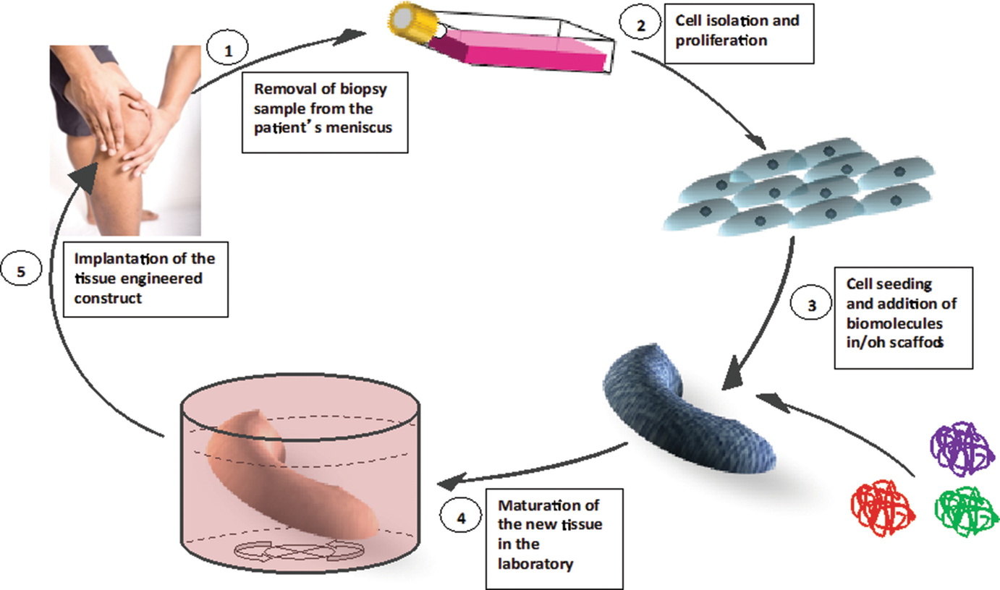 1
Removal of biopsy
sample from the
patient's meniscus
2
Cell isolation and
proliferation
3
Cell seeding
and addition of
biomolecules
in/oh scaffods
4
Maturation of
the new tissue
in the
laboratory
5
Implantation of the
tissue engineered
construct